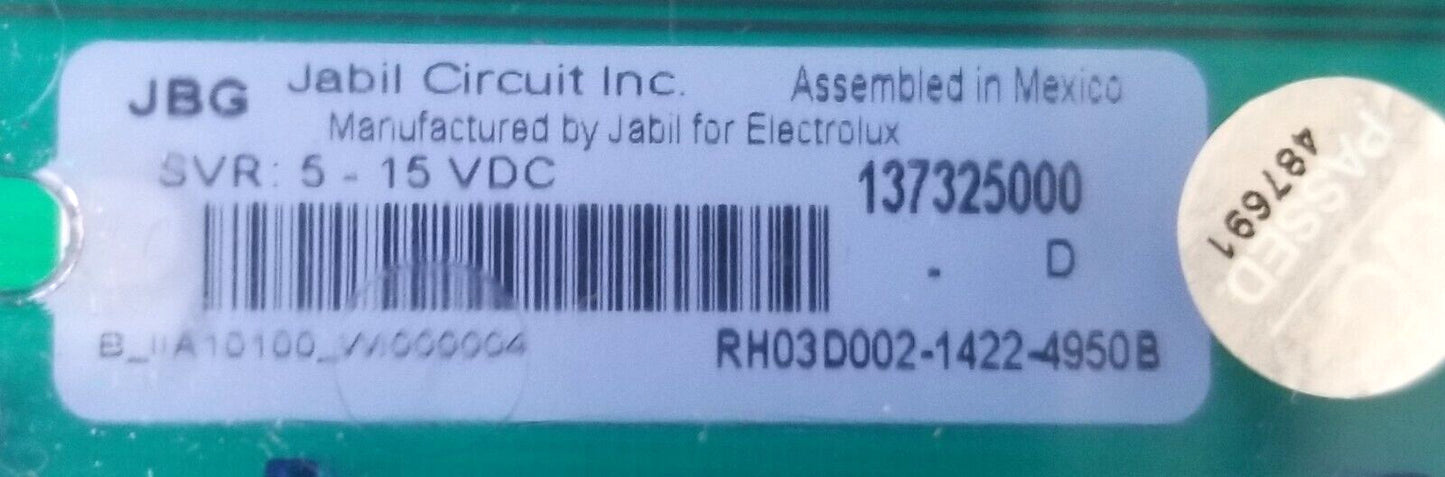 JBG Jabil Circuit Inc. Assembled in Mexico
Manufactured by Jabil for Electrolux
SVR: 5 - 15 VDC
137325000
- D
RH03D002-1422-4950B
PASSED
487691